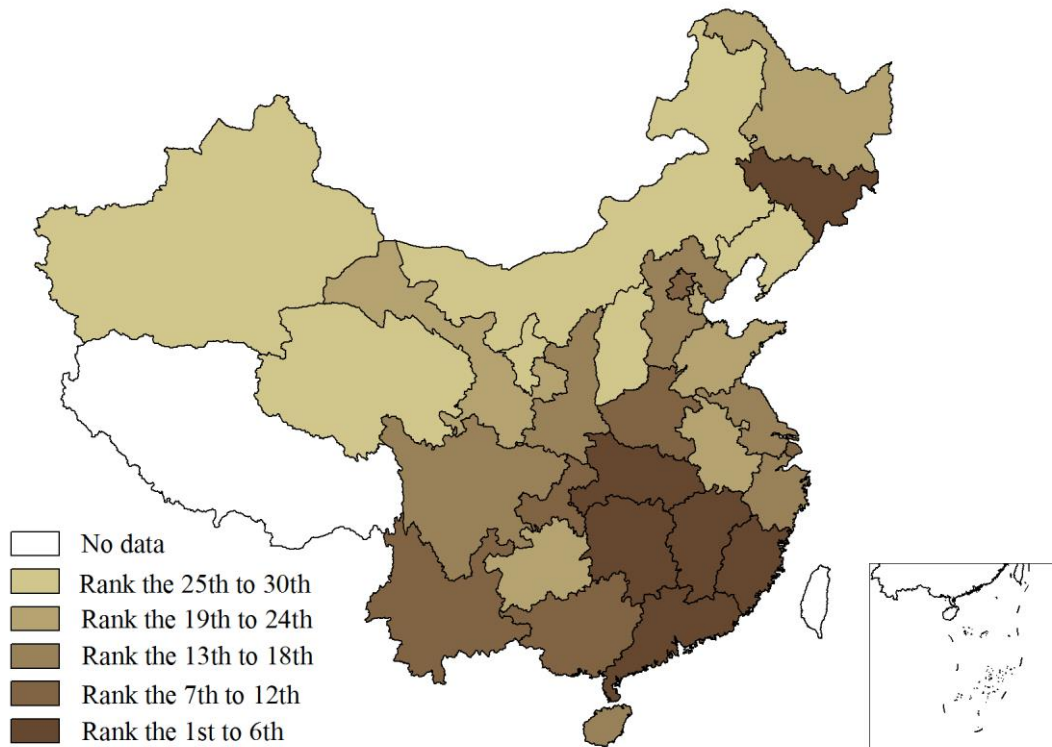 No data
Rank the 25th to 30th
Rank the 19th to 24th
Rank the 13th to 18th
Rank the 7th to 12th
Rank the 1st to 6th